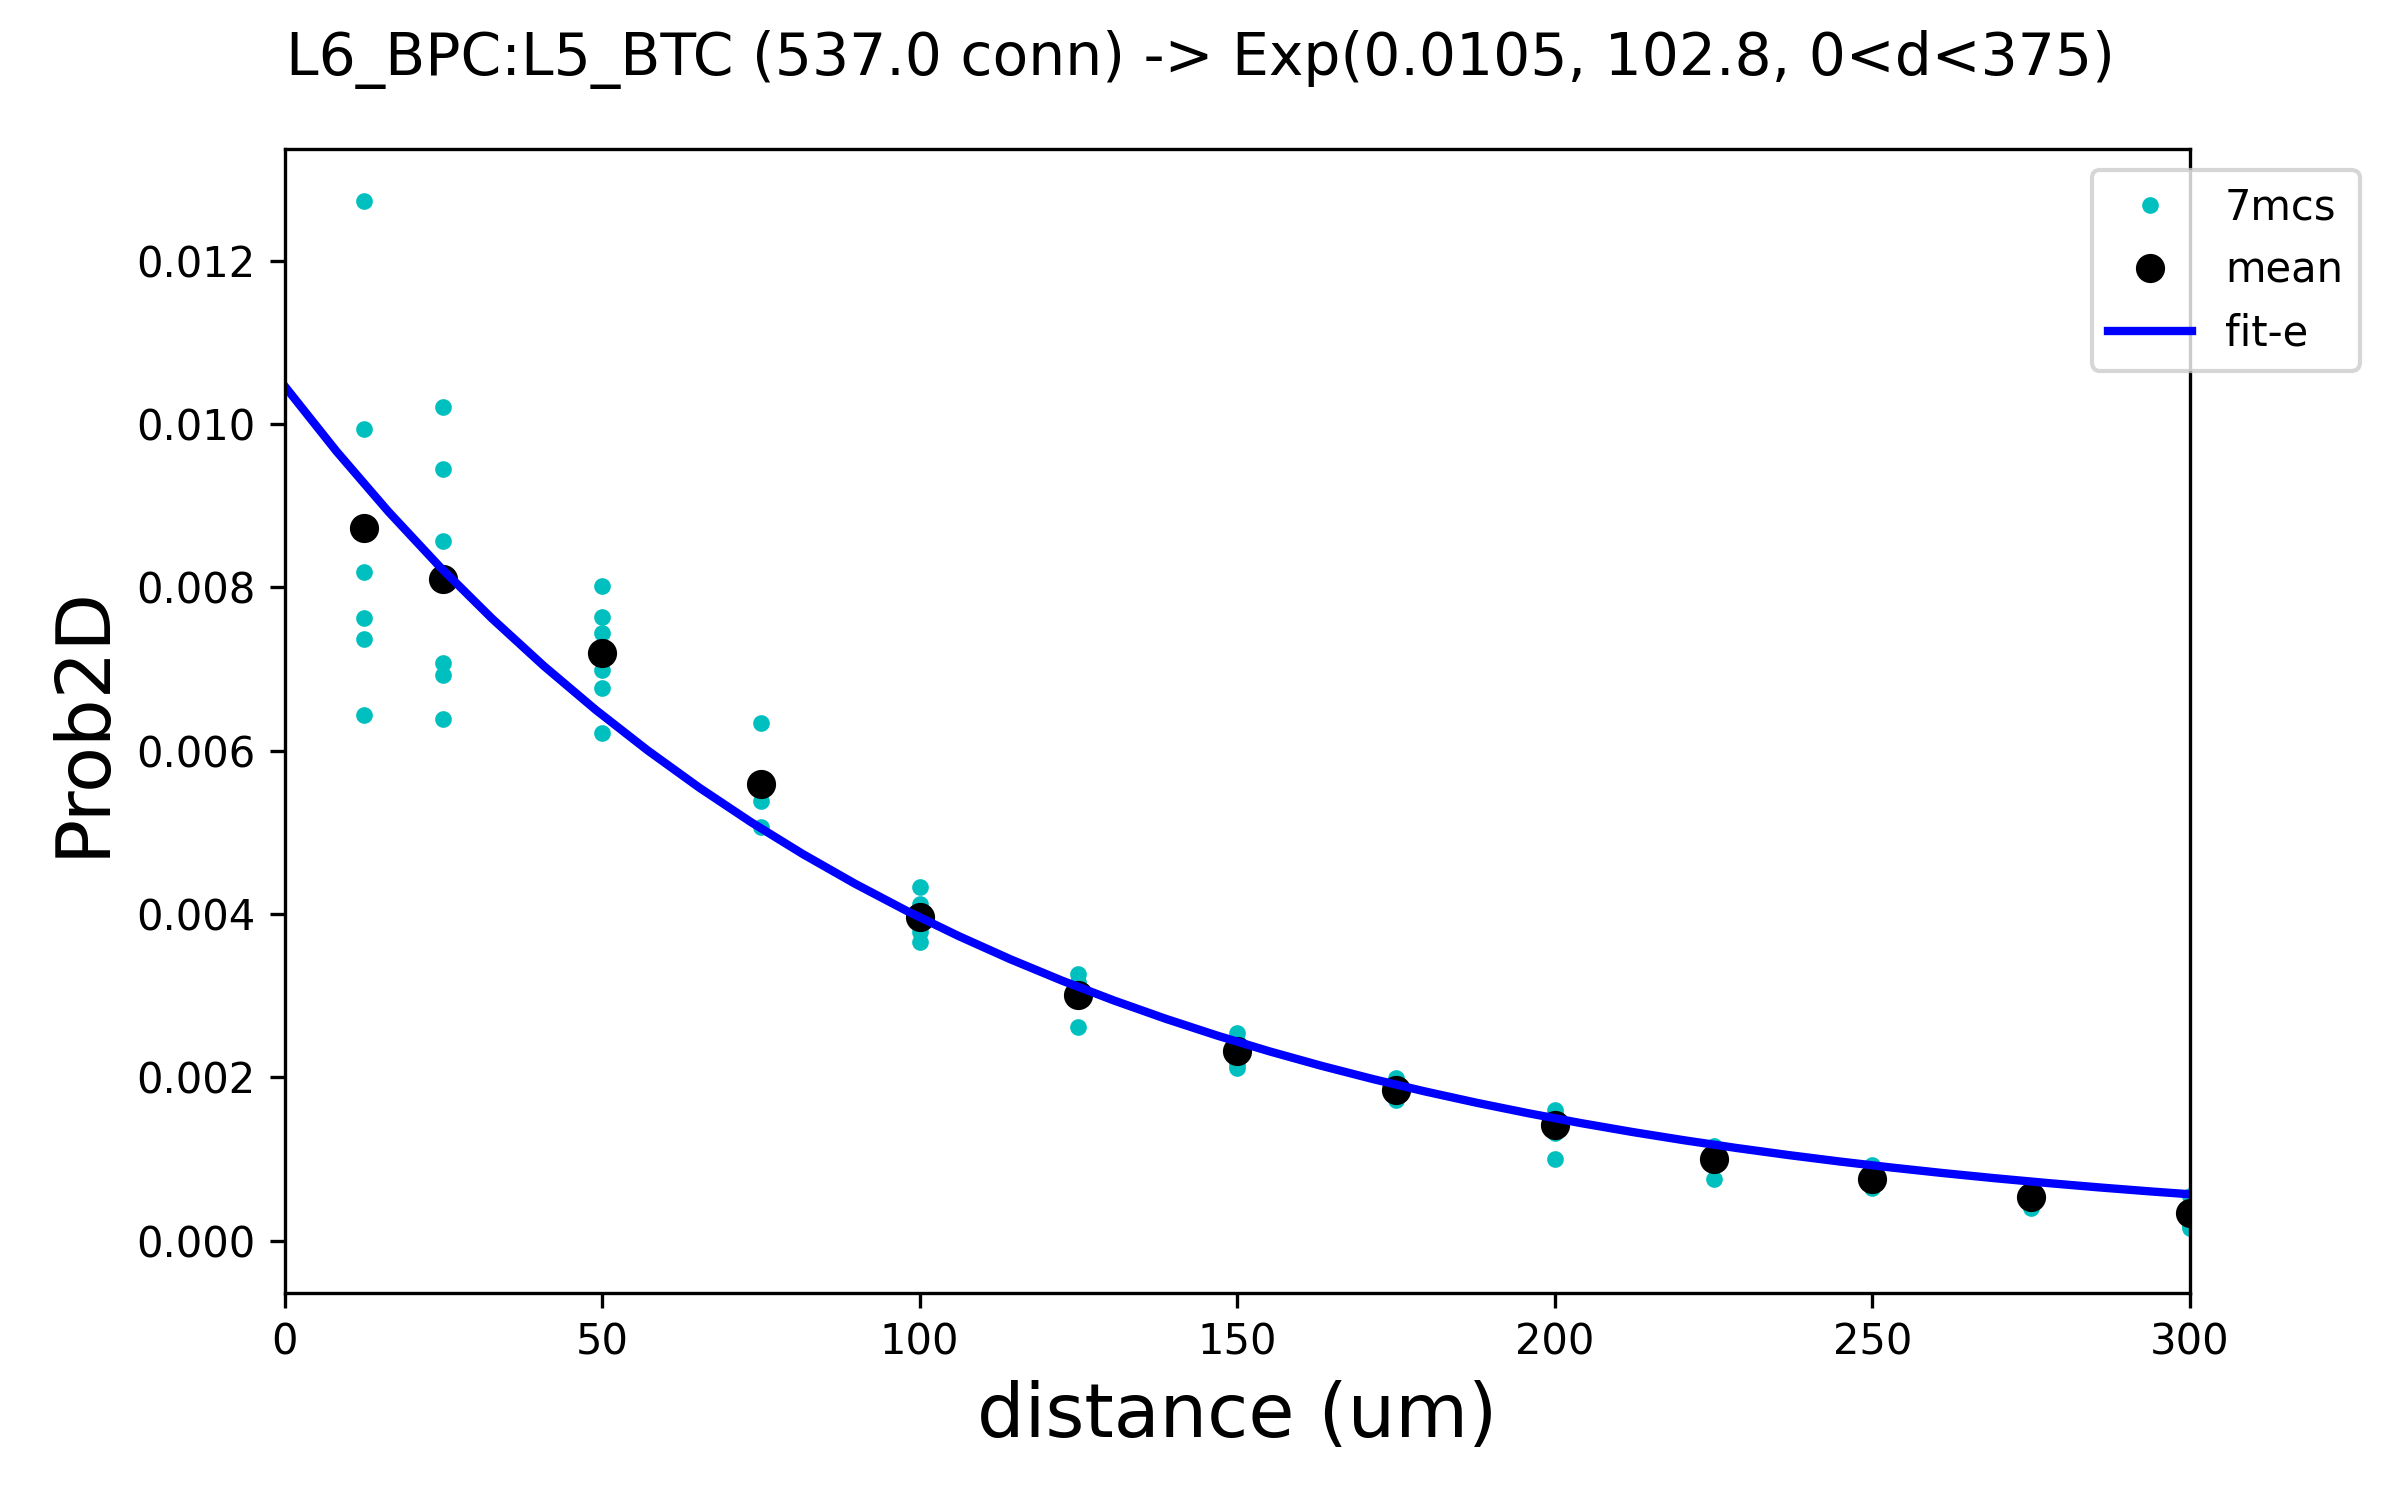 L6_BPC:L5_BTC (537.0 conn) -> Exp(0.0105, 102.8, 0<d<375)
7mcs
mean
fit-e
0.012
0.010
0.008
0.006
0.004
0.002
0.000
Prob2D
0 50 100 150 200 250 300
distance (um)